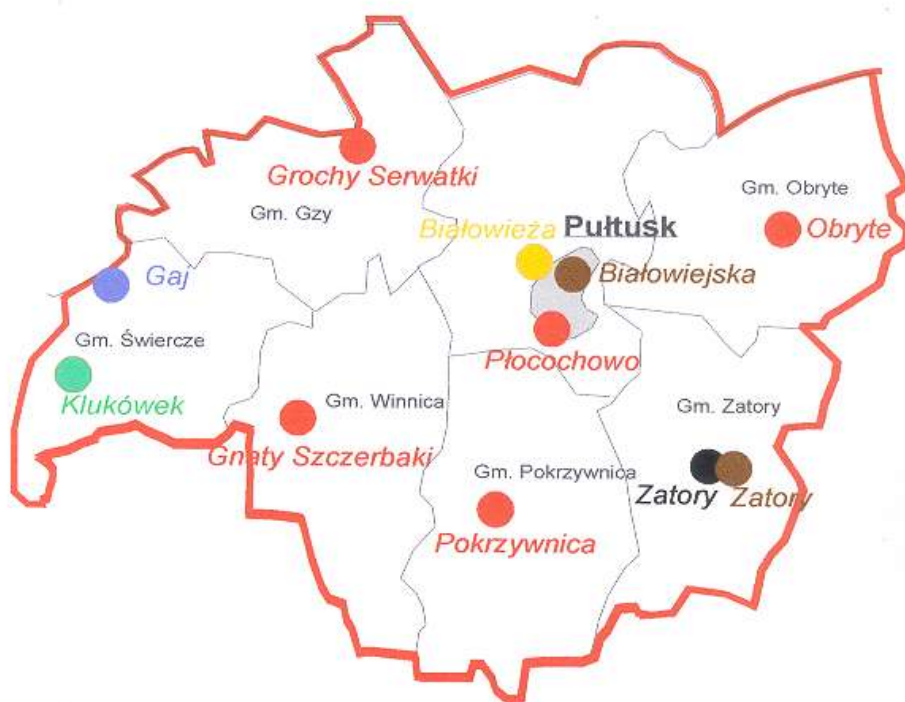 Grochy Serwatki
Gm. Gzy
Gm. Obryte
Obryte
Białowieża
Pułtusk
Białowiejska
Gaj
Gm. Świercze
Klukówek
Płocochowo
Gm. Winnica
Gnaty Szczerbaki
Gm. Zatory
Gm. Pokrzywnica
Zatory Zatory
Pokrzywnica